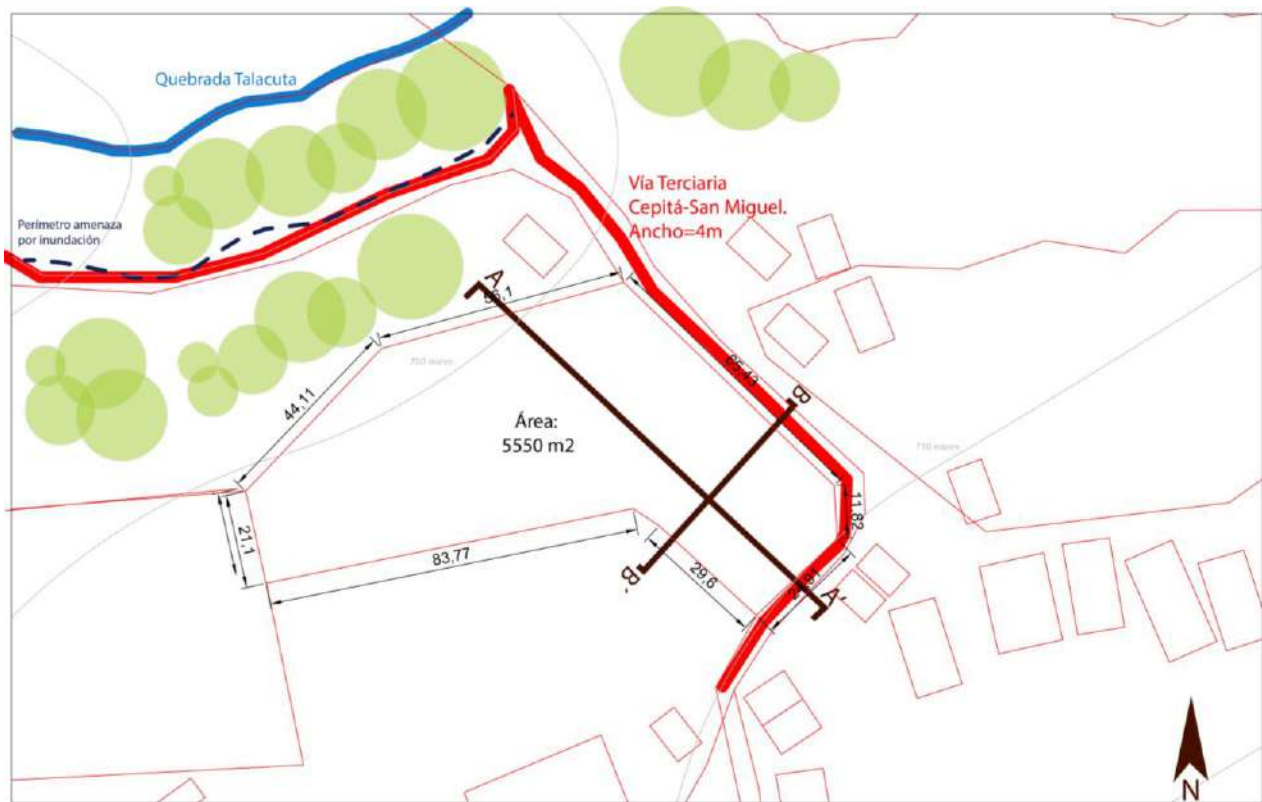 Quebrada Talacuta
Vía Terciaria
Cepitá-San Miguel.
Ancho=4m
Perímetro amenaza
por inundación
A
65,43
B
44,11
Área:
5550 m2
11,82
21,1
83,77
29,6
B'
A'
N